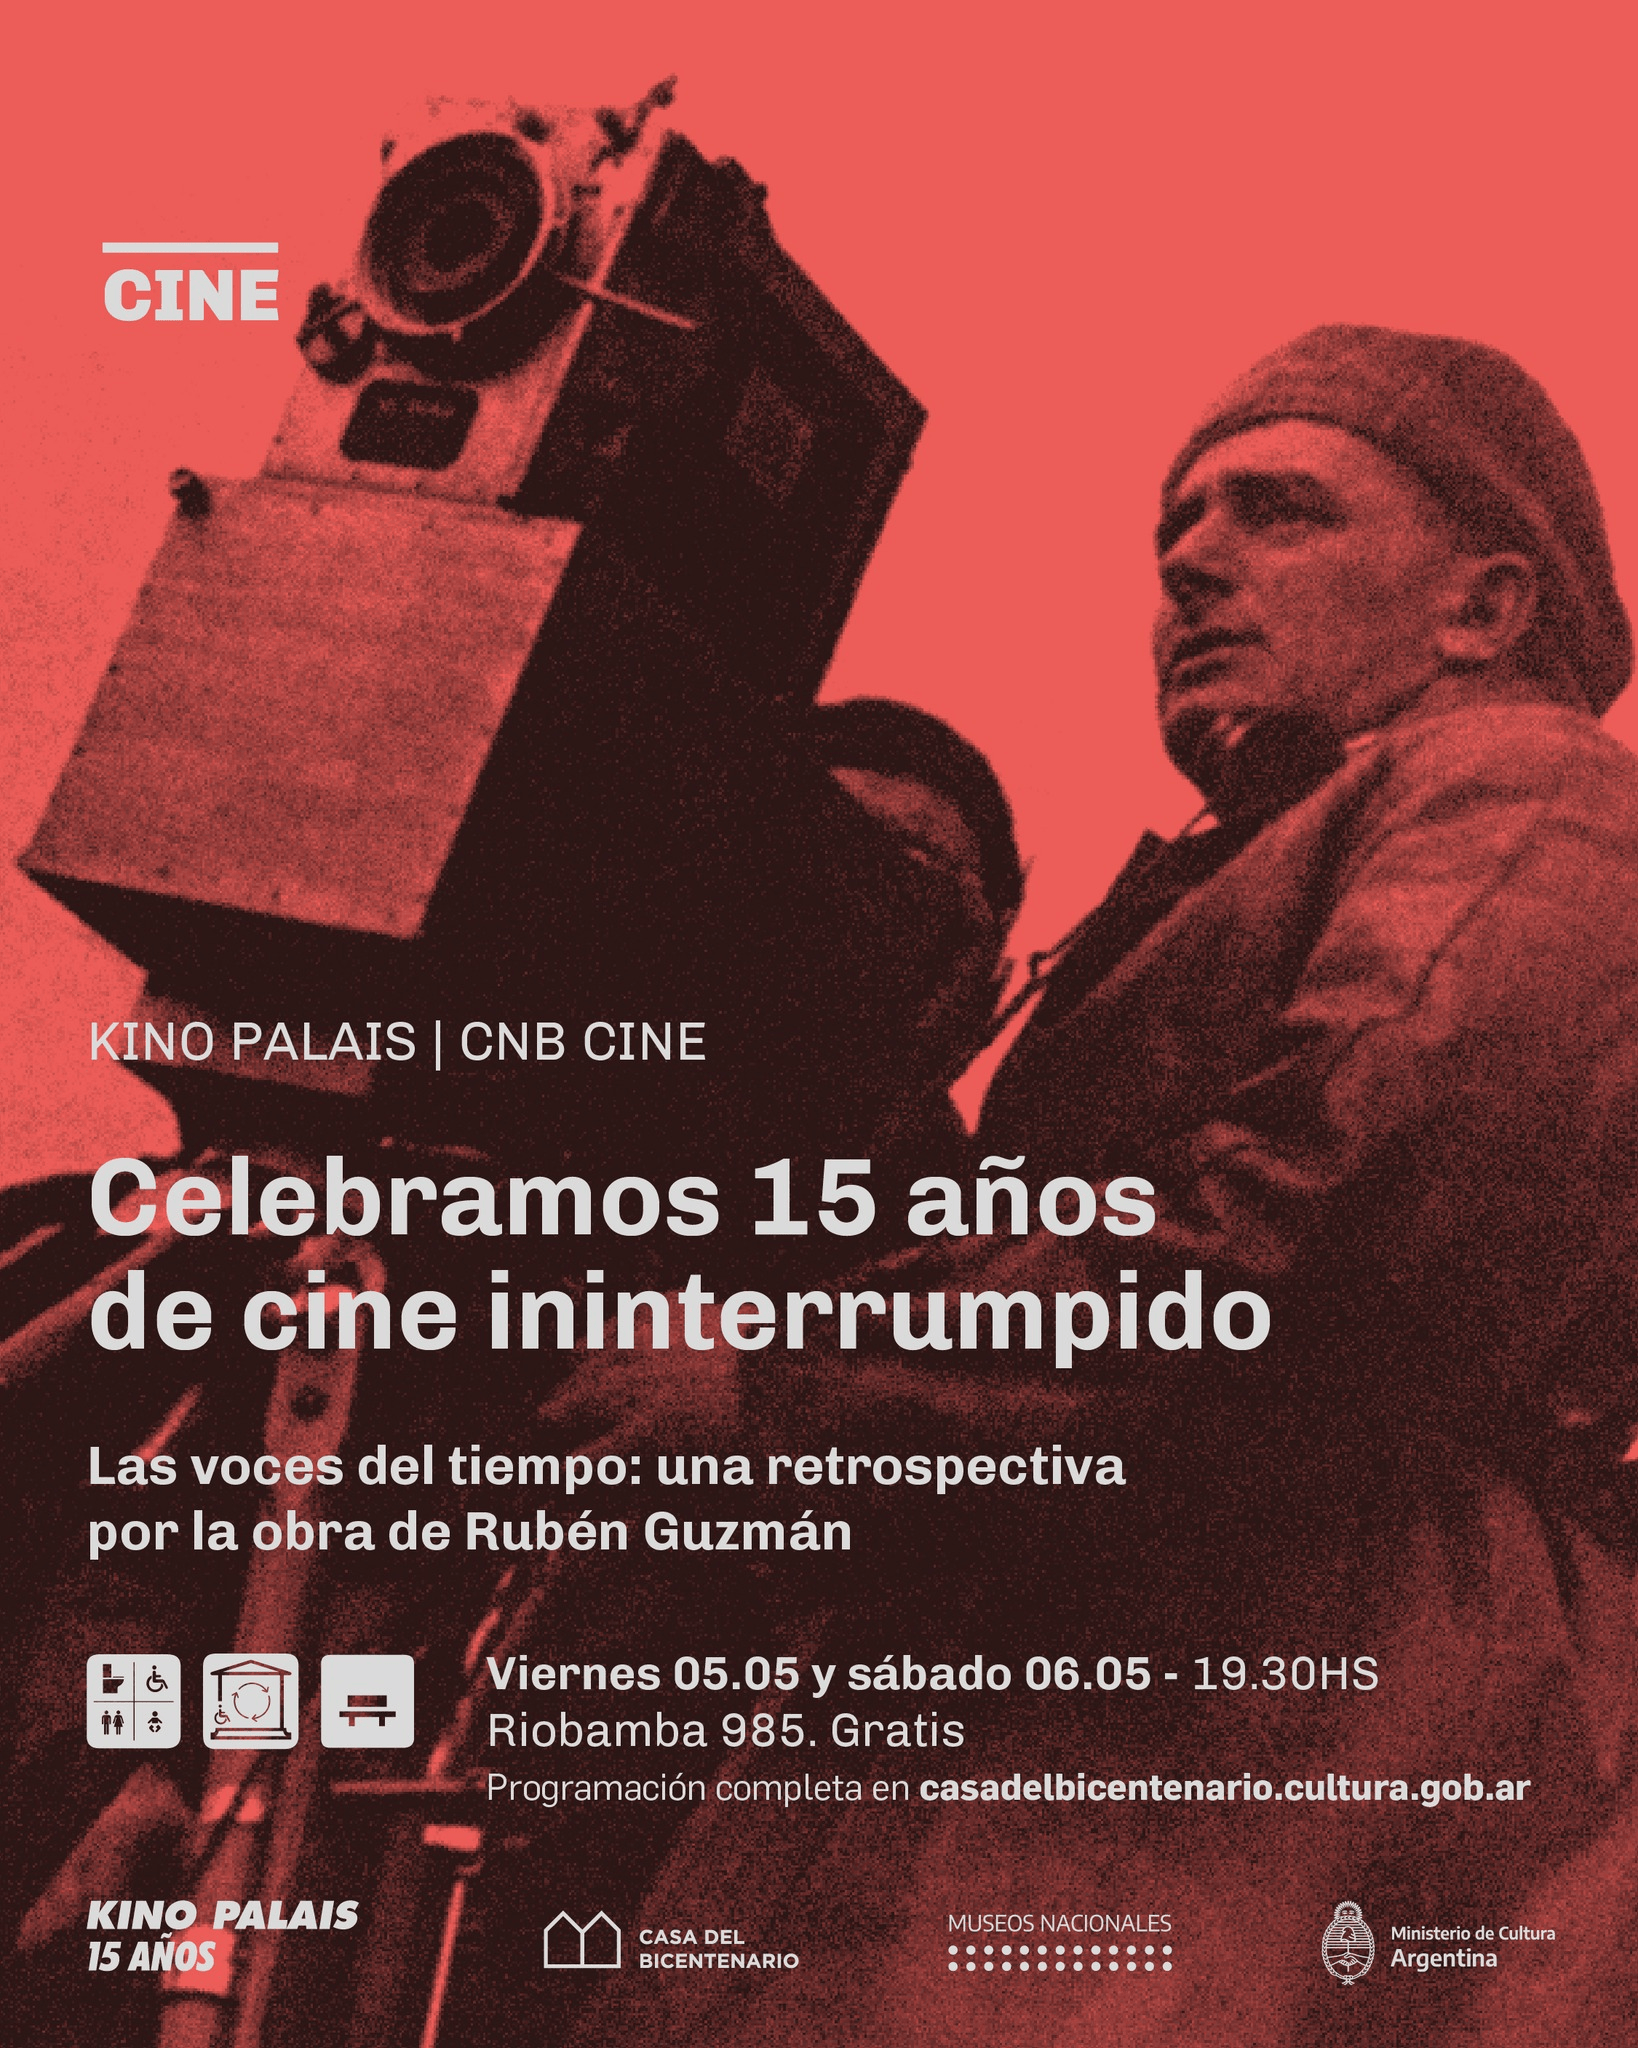 CINE
KINO PALAIS | CNB CINE
Celebramos 15 años
de cine ininterrumpido
Las voces del tiempo: una retrospectiva
por la obra de Rubén Guzmán
Viernes 05.05 y sábado 06.05 - 19.30HS
Riobamba 985. Gratis
Programación completa en casadelbicentenario.cultura.gob.ar
KINO PALAIS
15 AÑOS
CASA DEL
BICENTENARIO
MUSEOS NACIONALES
Ministerio de Cultura
Argentina